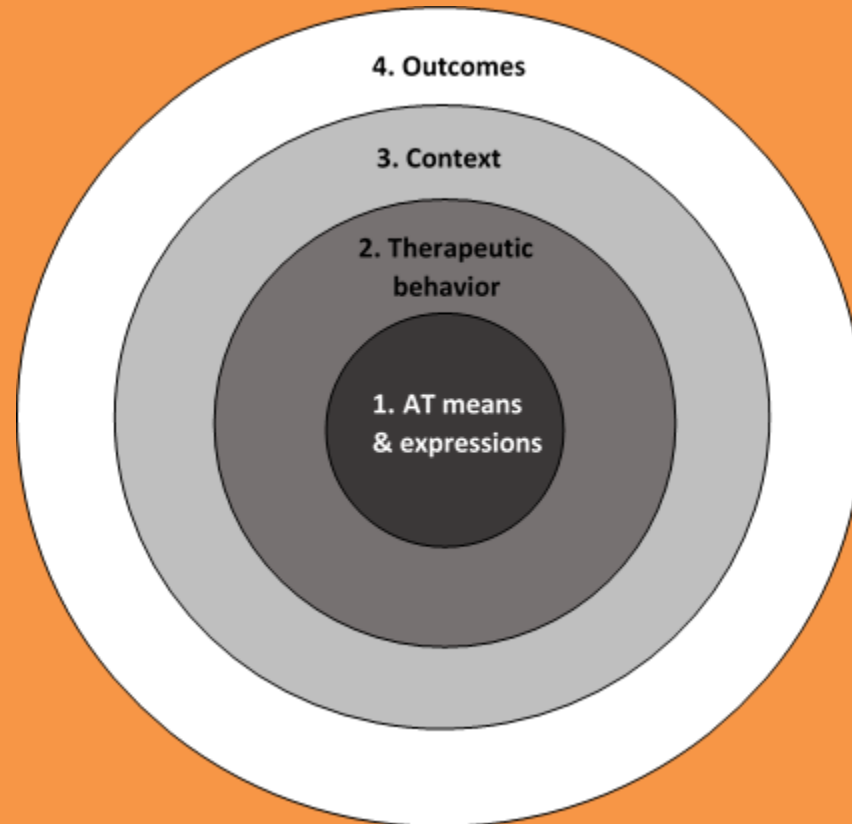 4. Outcomes
3. Context
2. Therapeutic
behavior
1. AT means
& expressions